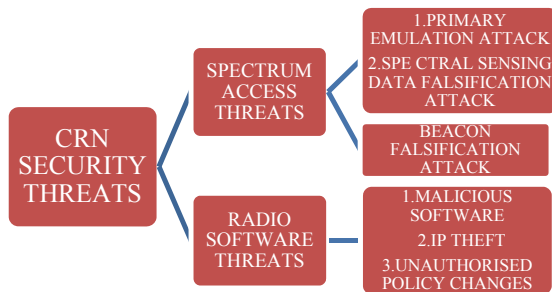 CRN
SECURITY
THREATS
SPECTRUM
ACCESS
THREATS
1.PRIMARY
EMULATION ATTACK
2.SPE CTRAL SENSING
DATA FALSIFICATION
ATTACK
BEACON
FALSIFICATION
ATTACK
RADIO
SOFTWARE
THREATS
1.MALICIOUS
SOFTWARE
2.IP THEFT
3.UNAUTHORISED
POLICY CHANGES